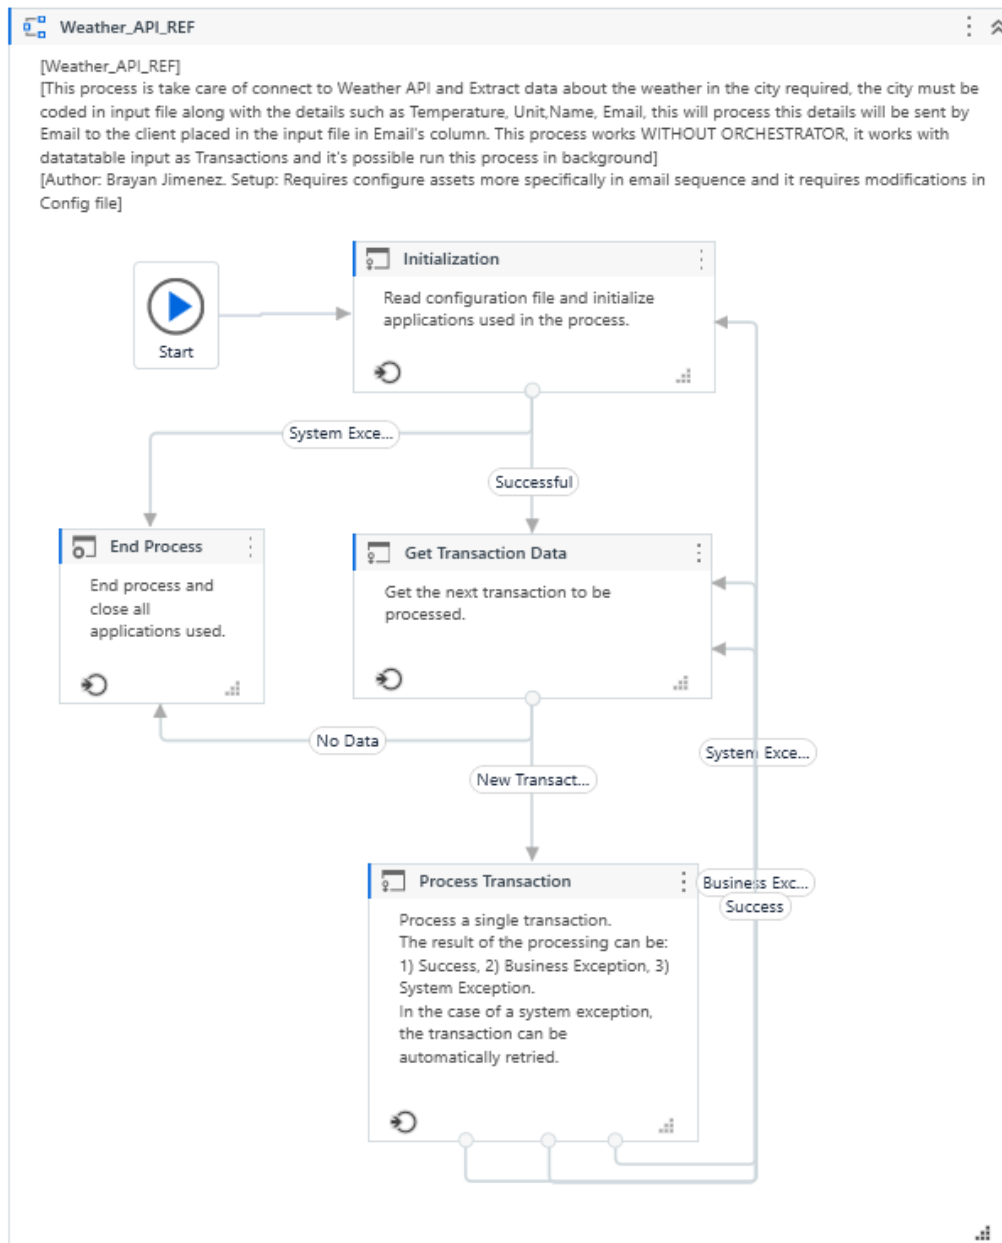 Weather_API_REF
[Weather_API_REF]
[This process is take care of connect to Weather API and Extract data about the weather in the city required, the city must be
coded in input file along with the details such as Temperature, Unit,Name, Email, this will process this details will be sent by
Email to the client placed in the input file in Email's column. This process works WITHOUT ORCHESTRATOR, it works with
datatatable input as Transactions and it's possible run this process in background]
[Author: Brayan Jimenez. Setup: Requires configure assets more specifically in email sequence and it requires modifications in
Config file]
Start
Initialization
Read configuration file and initialize
applications used in the process.
System Exce...
Successful
End Process
End process and
close all
applications used.
Get Transaction Data
Get the next transaction to be
processed.
No Data
New Transact...
System Exce...
Business Exc...
Success
Process Transaction
Process a single transaction.
The result of the processing can be:
1) Success, 2) Business Exception, 3)
System Exception.
In the case of a system exception,
the transaction can be
automatically retried.